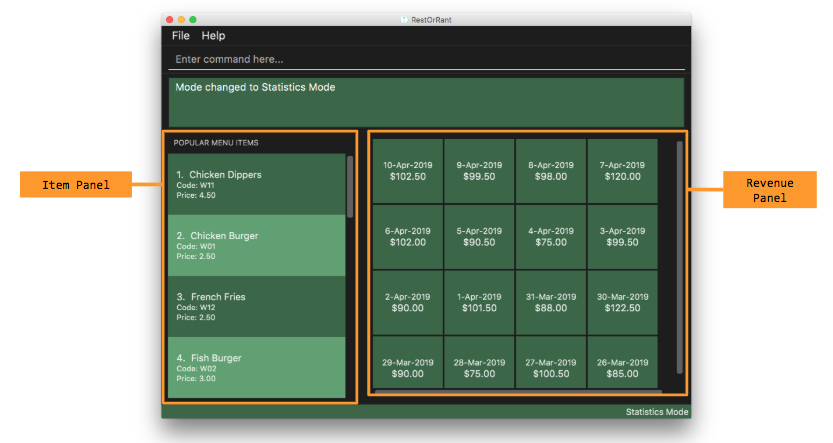 RestOrRant
File Help
Enter command here...
Mode changed to Statistics Mode
Item Panel
POPULAR MENU ITEMS
1. Chicken Dippers
Code: W11
Price: 4.50
2. Chicken Burger
Code: W01
Price: 2.50
3. French Fries
Code: W12
Price: 2.50
4. Fish Burger
Code: W02
Price: 3.00
10-Apr-2019 9-Apr-2019 8-Apr-2019 7-Apr-2019
$102.50 $99.50 $98.00 $120.00
6-Apr-2019 5-Apr-2019 4-Apr-2019 3-Apr-2019
$102.00 $90.50 $75.00 $99.50
2-Apr-2019 1-Apr-2019 31-Mar-2019 30-Mar-2019
$90.00 $101.50 $88.00 $122.50
29-Mar-2019 28-Mar-2019 27-Mar-2019 26-Mar-2019
$90.00 $75.00 $100.50 $85.00
Revenue
Panel
Statistics Mode